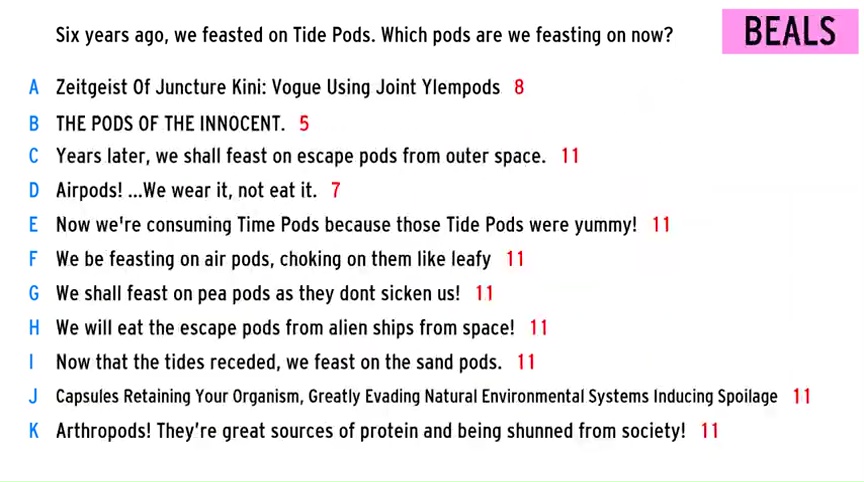 Six years ago, we feasted on Tide Pods. Which pods are we feasting on now?
BEALS
A Zeitgeist Of Juncture Kini: Vogue Using Joint Ylempods 8
B THE PODS OF THE INNOCENT. 5
C Years later, we shall feast on escape pods from outer space. 11
D Airpods! ...We wear it, not eat it. 7
E Now we're consuming Time Pods because those Tide Pods were yummy! 11
F We be feasting on air pods, choking on them like leafy 11
G We shall feast on pea pods as they dont sicken us! 11
H We will eat the escape pods from alien ships from space! 11
I Now that the tides receded, we feast on the sand pods. 11
J Capsules Retaining Your Organism, Greatly Evading Natural Environmental Systems Inducing Spoilage 11
K Arthropods! They're great sources of protein and being shunned from society! 11